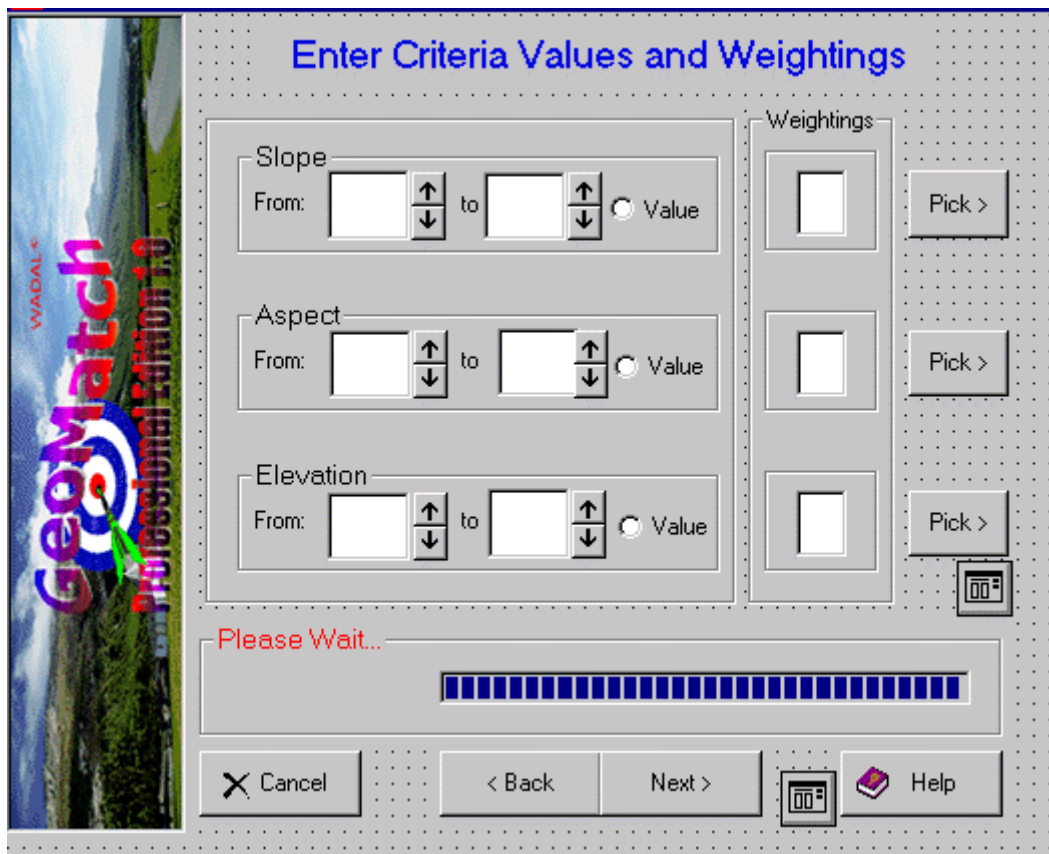 Enter Criteria Values and Weightings
WADAL ©
GeoMatch
Professional Edition 1.0
Weightings
Slope
From:
to
Value
Pick >
Aspect
From:
to
Value
Pick >
Elevation
From:
to
Value
Pick >
Please Wait...
Cancel
< Back
Next >
Help